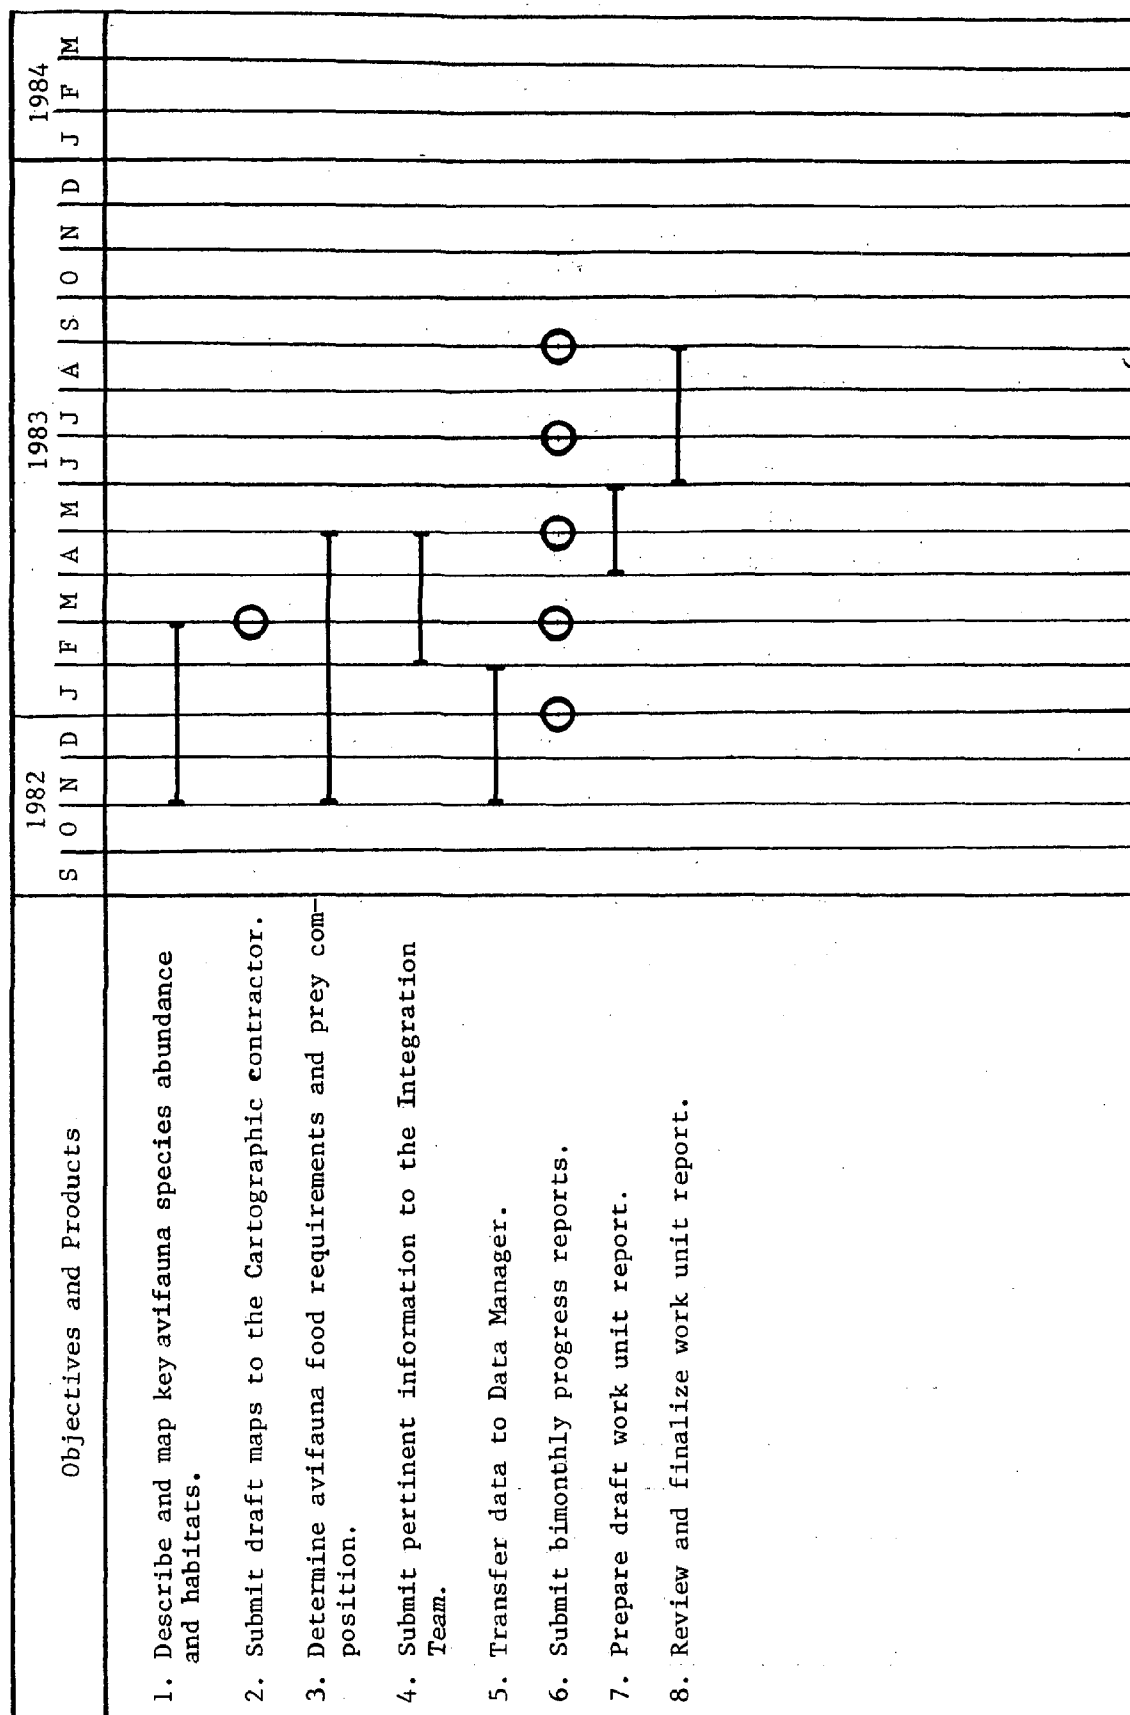 Objectives and Products
1982 1983 1984
S O N D J F M A M J J A S O N D J F M
1. Describe and map key avifauna species abundance
and habitats.
2. Submit draft maps to the Cartographic contractor.
3. Determine avifauna food requirements and prey com-
position.
4. Submit pertinent information to the Integration
Team.
5. Transfer data to Data Manager.
6. Submit bimonthly progress reports.
7. Prepare draft work unit report.
8. Review and finalize work unit report.